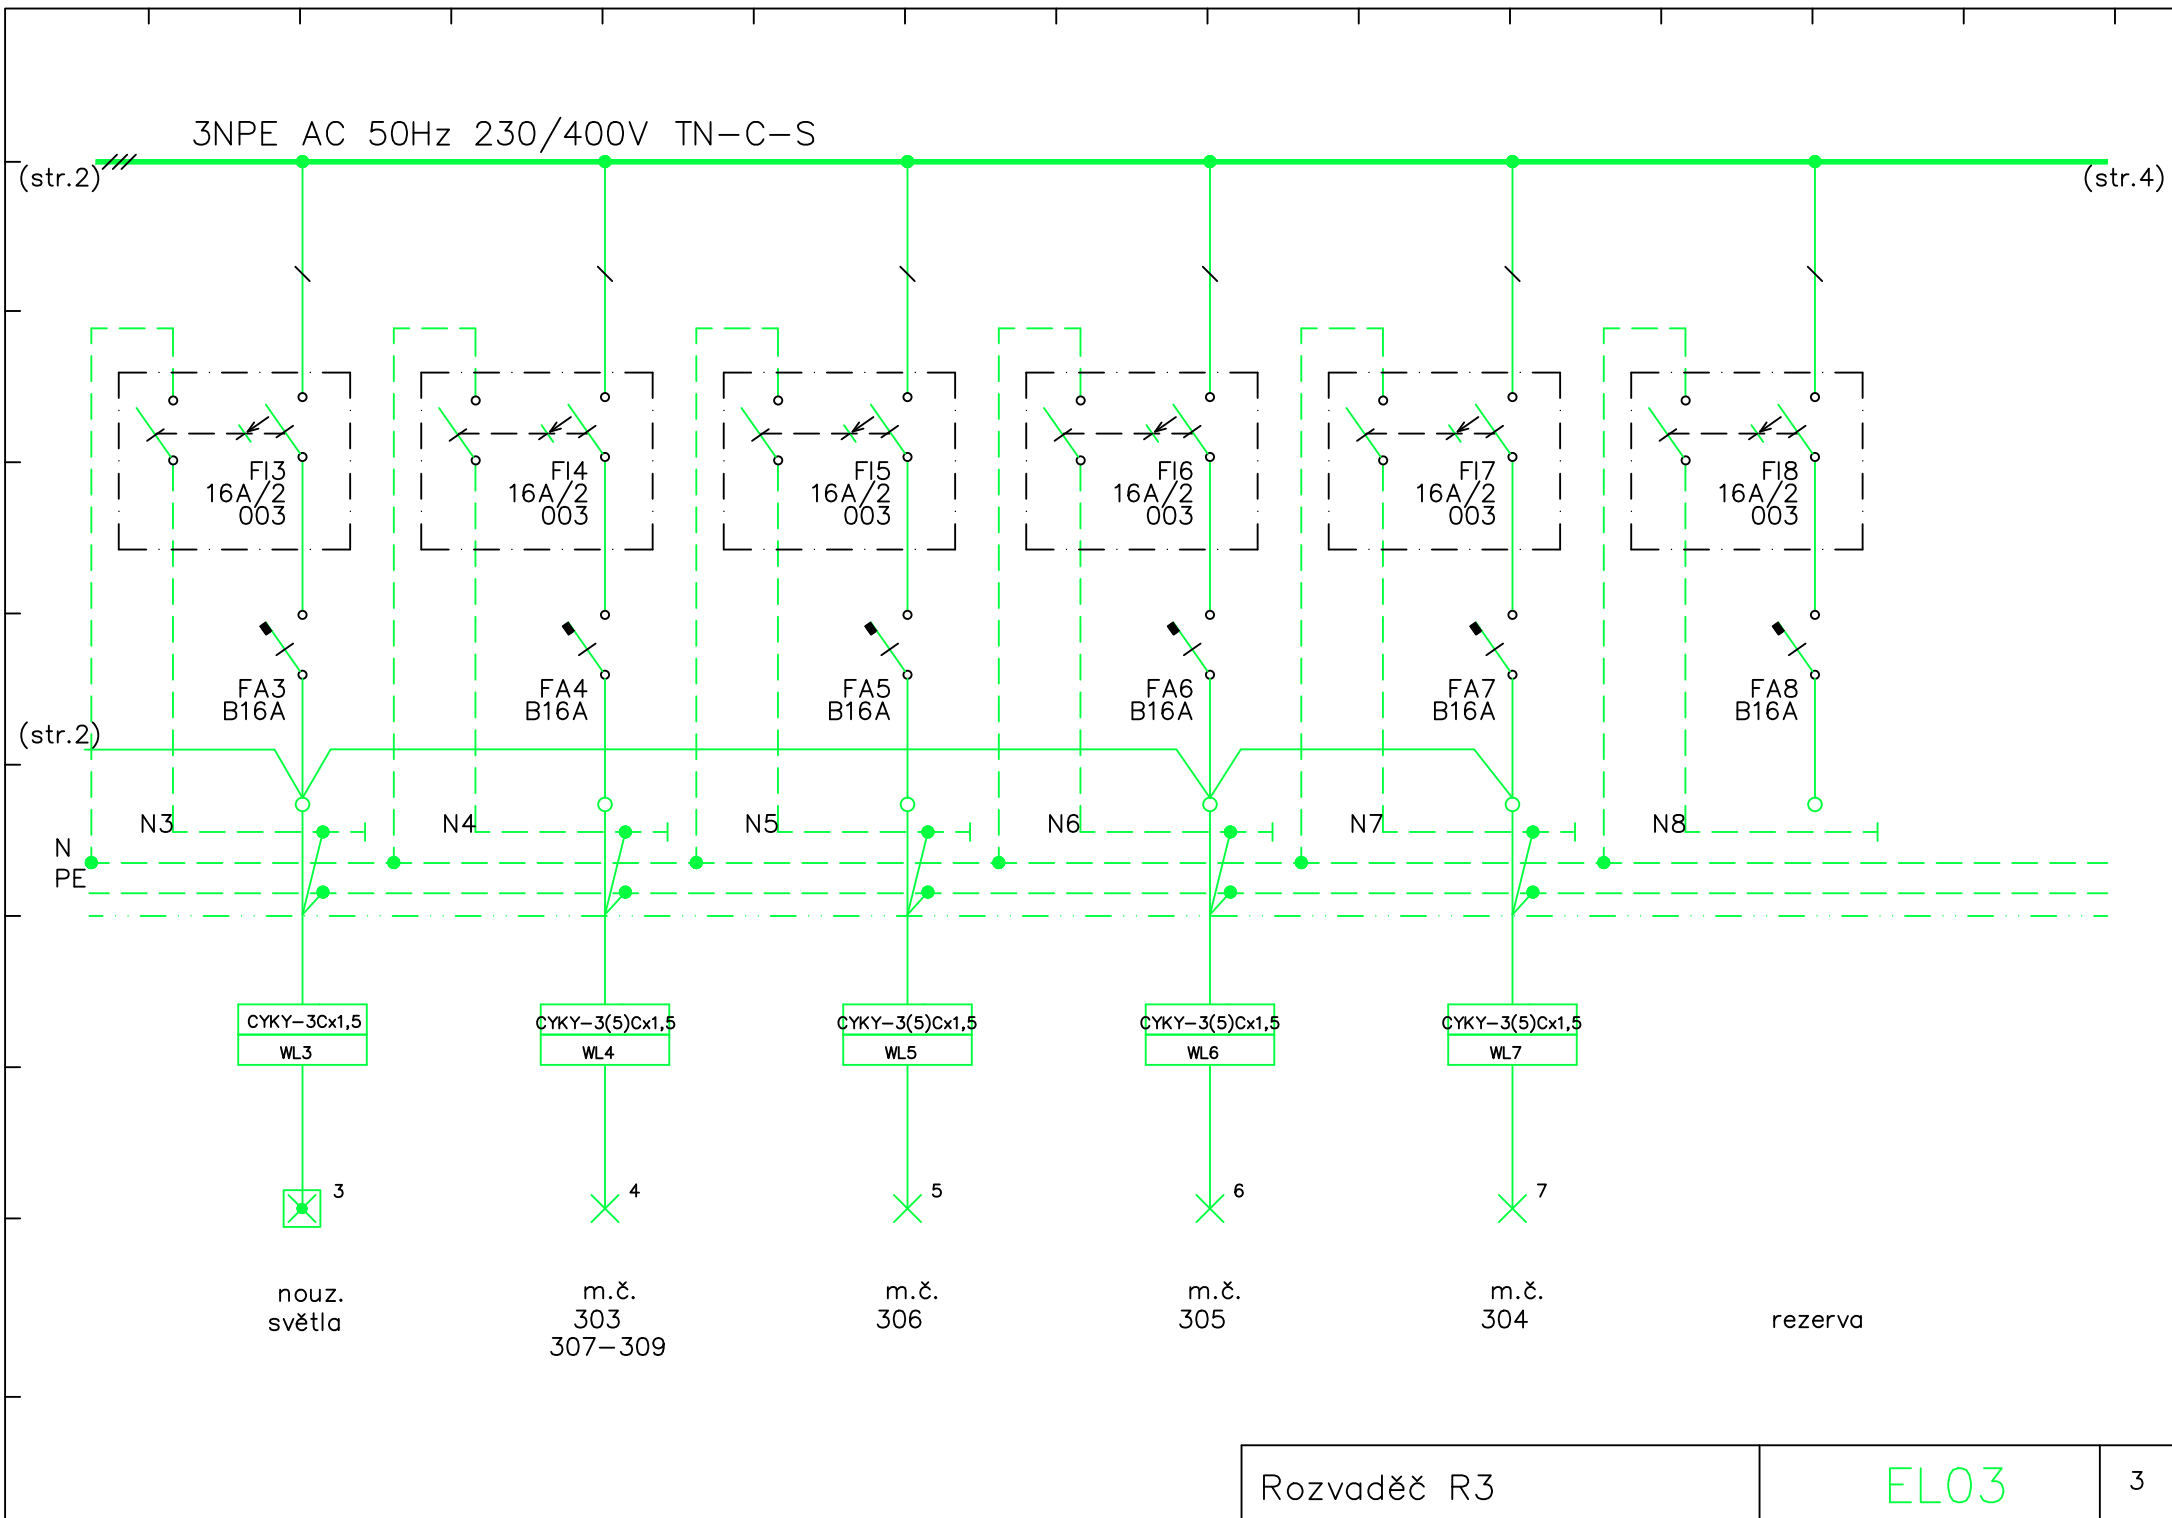 3NPE AC 50Hz 230/400V TN-C-S
(str.2)
(str.4)
FI3
16A/2
003
FI4
16A/2
003
FI5
16A/2
003
FI6
16A/2
003
FI7
16A/2
003
FI8
16A/2
003
FA3
B16A
FA4
B16A
FA5
B16A
FA6
B16A
FA7
B16A
FA8
B16A
(str.2)
N3
N4
N5
N6
N7
N8
N
PE
CYKY-3Cx1,5
WL3
CYKY-3(5)Cx1,5
WL4
CYKY-3(5)Cx1,5
WL5
CYKY-3(5)Cx1,5
WL6
CYKY-3(5)Cx1,5
WL7
3
4
5
6
7
nouz.
světla
m.č.
303
307-309
m.č.
306
m.č.
305
m.č.
304
rezerva
Rozvaděč R3
EL03
3